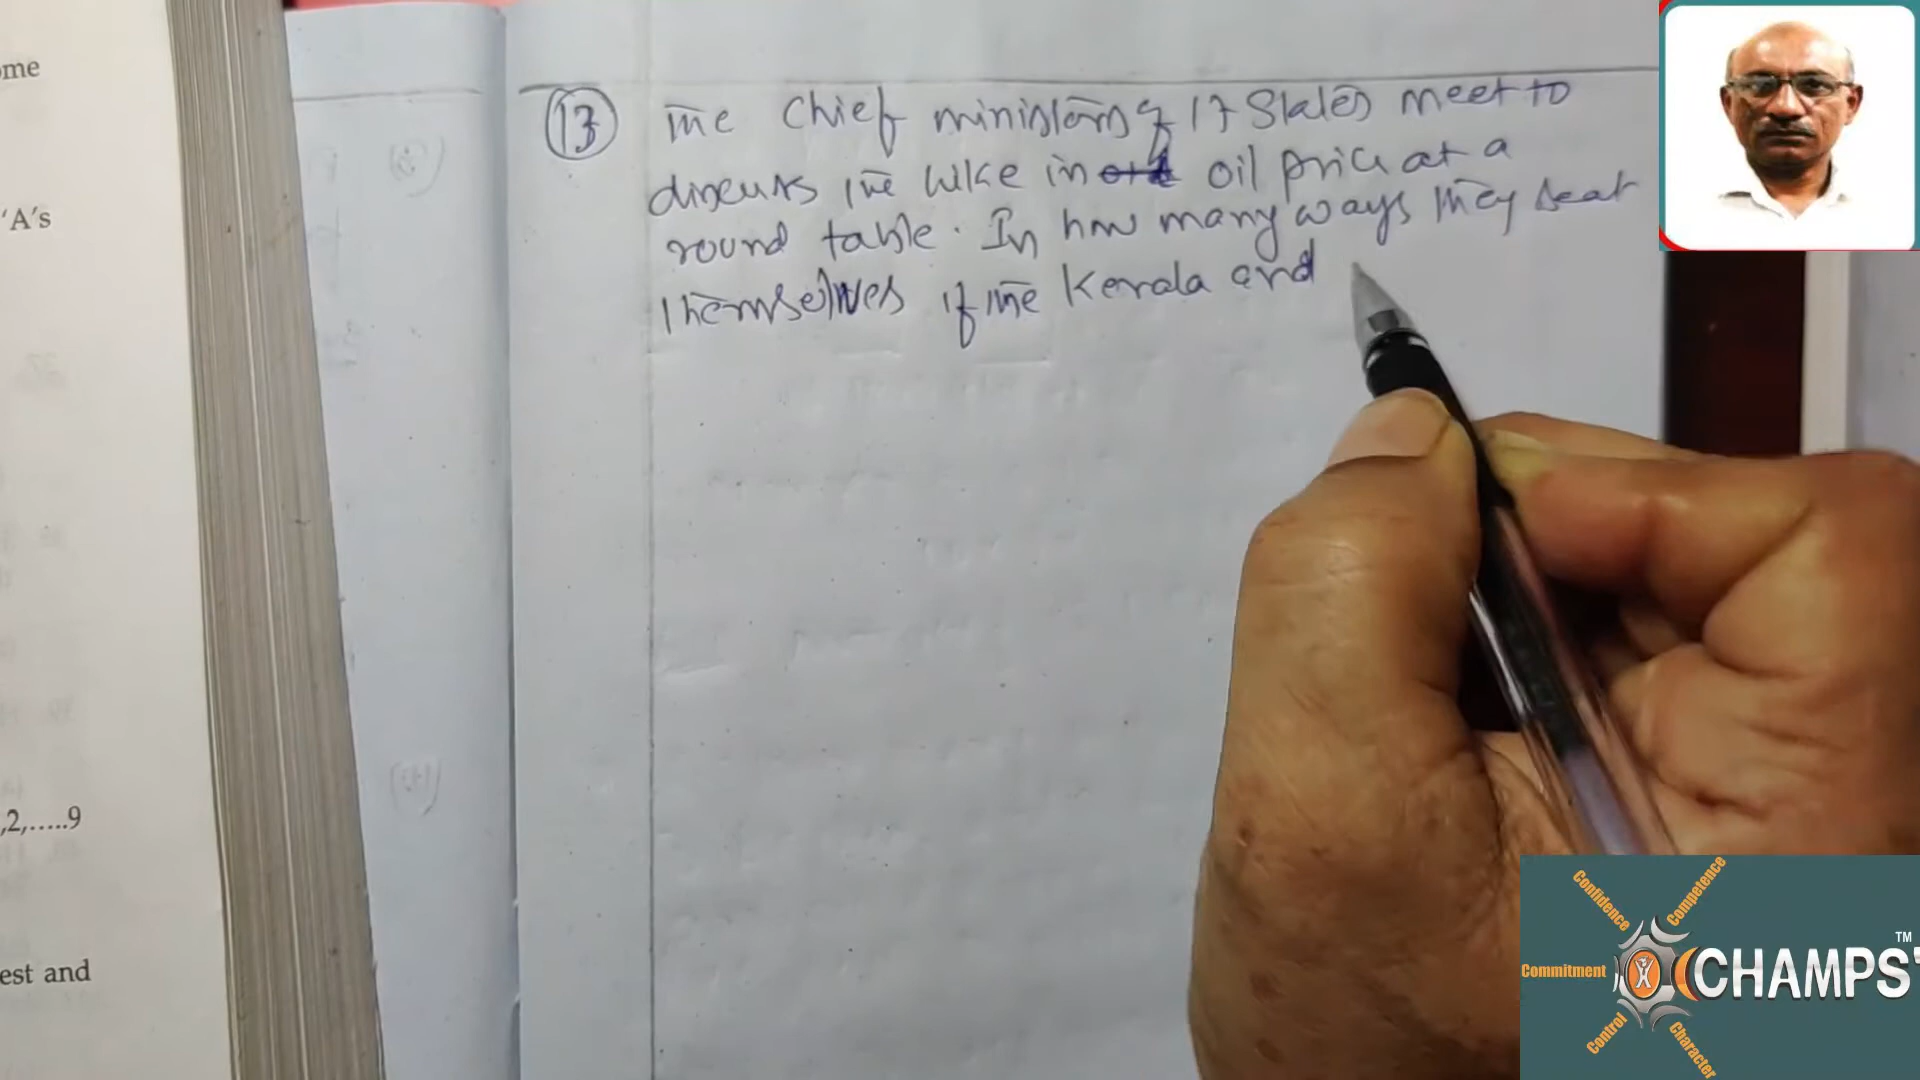 ome
'A's
,2,.....9
est and
17
The Chief ministers of 17 States meet to
discuss the hike in oil price at a
round table. In how many ways they seat
themselves if the Kerala and
Confidence
Competence
Commitment
CHAMPS
TM
Control
Character